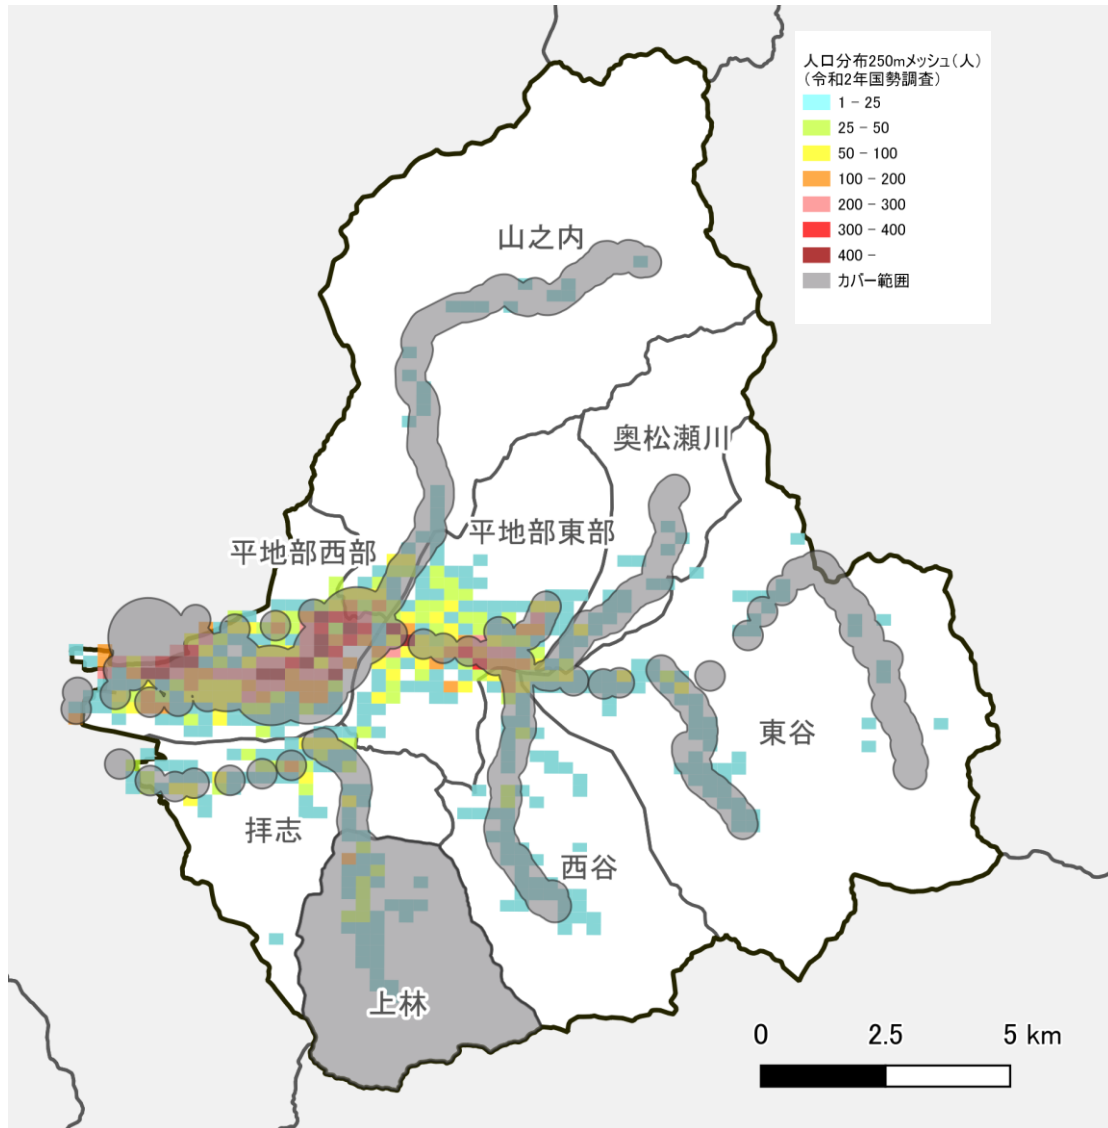 人口分布250mメッシュ(人)
(令和2年国勢調査)
1 - 25
25 - 50
50 - 100
100 - 200
200 - 300
300 - 400
400 -
カバー範囲
山之内
奥松瀬川
平地部東部
平地部西部
東谷
拝志
西谷
上林
0 2.5 5 km